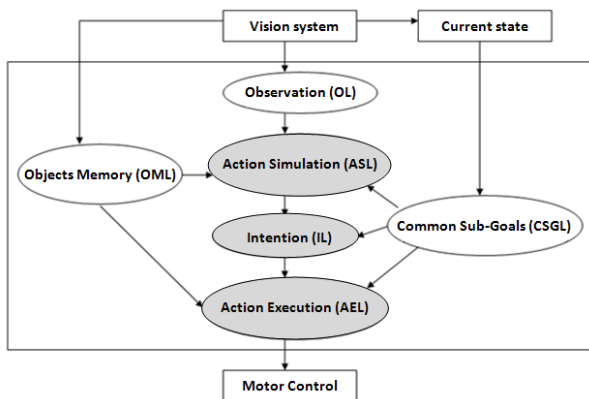 Vision system
Current state
Observation (OL)
Action Simulation (ASL)
Objects Memory (OML)
Common Sub-Goals (CSGL)
Intention (IL)
Action Execution (AEL)
Motor Control